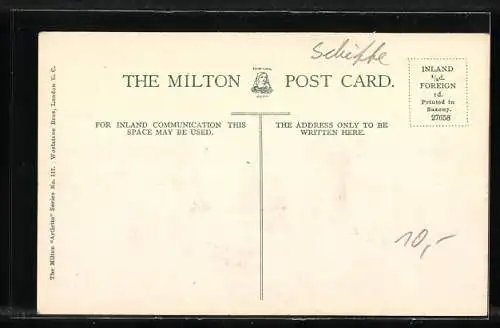 Schiffe
THE MILTON POST CARD.
INLAND
½d.
FOREIGN
1d.
Printed in
Saxony.
27658
FOR INLAND COMMUNICATION THIS
SPACE MAY BE USED.
THE ADDRESS ONLY TO BE
WRITTEN HERE.
The Milton "Artlette" Series No. 117. Woolstone Bros, London E. C.
10,-